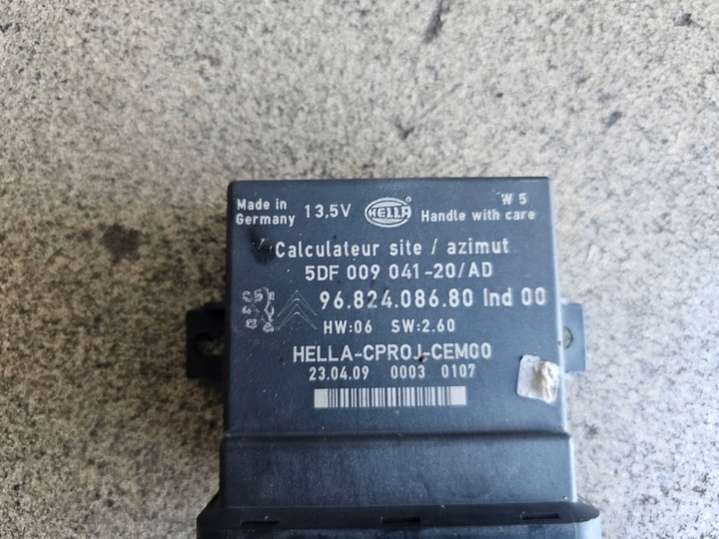 Made in
Germany
13,5V
HELLA
W 5
Handle with care
Calculateur site / azimut
5DF 009 041-20/AD
96.824.086.80 Ind 00
HW:06 SW:2.60
HELLA-CPROJ-CEM00
23.04.09 0003 0107